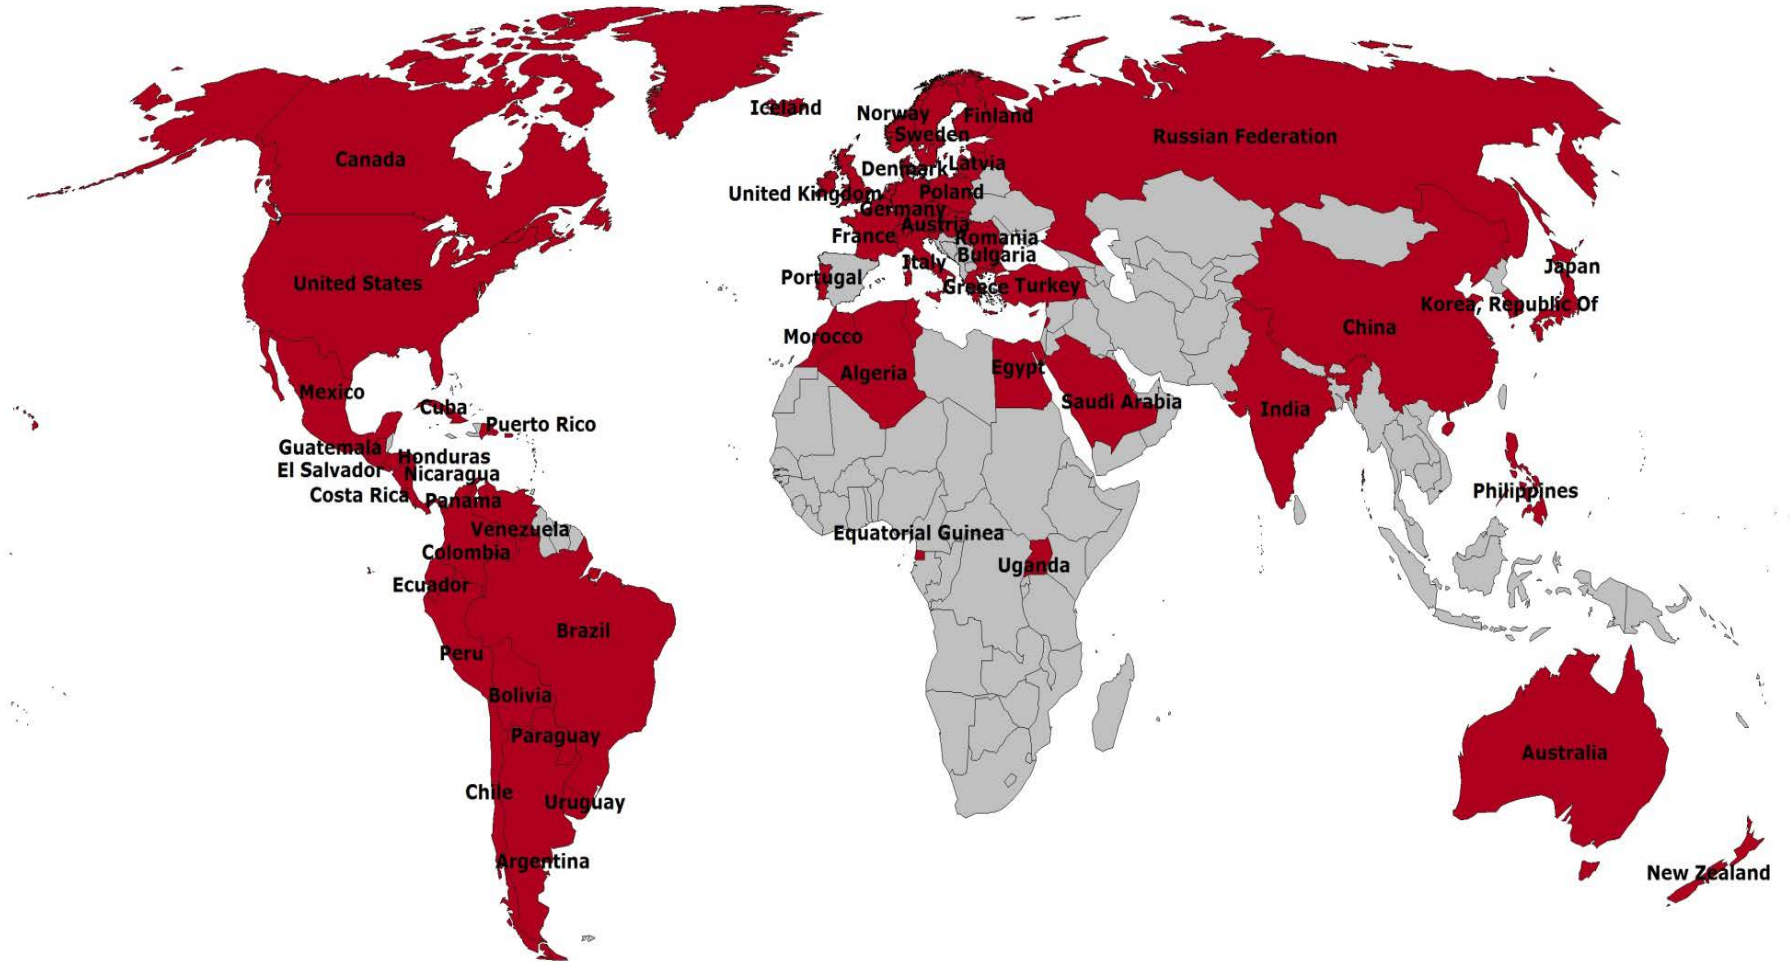 Iceland
Norway
Finland
Sweden
Russian Federation
Canada
Denmark
Latvia
United Kingdom
Poland
Germany
Austria
France
Romania
Bulgaria
Italy
Japan
Portugal
United States
Greece
Turkey
Korea, Republic Of
China
Morocco
Algeria
Egypt
Mexico
Cuba
Saudi Arabia
India
Puerto Rico
Guatemala
Honduras
El Salvador
Nicaragua
Costa Rica
Panama
Philippines
Venezuela
Equatorial Guinea
Colombia
Uganda
Ecuador
Brazil
Peru
Bolivia
Paraguay
Australia
Chile
Uruguay
Argentina
New Zealand